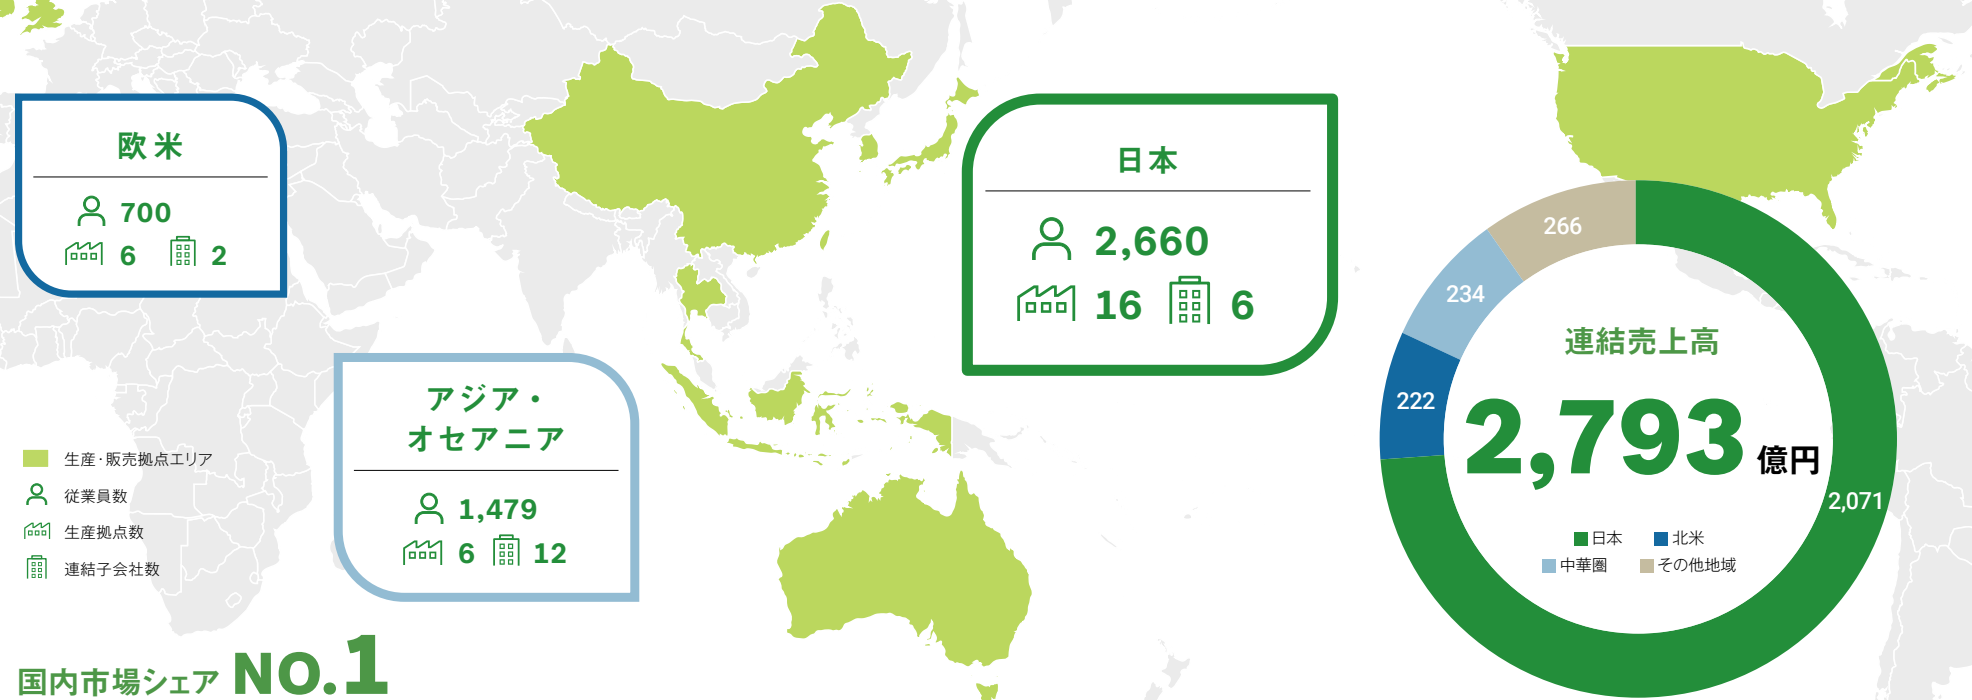 欧米
700
6 2
日本
2,660
16 6
アジア・
オセアニア
1,479
6 12
生産・販売拠点エリア
従業員数
生産拠点数
連結子会社数
国内市場シェア NO.1
266
234
222
2,071
連結売上高
2,793 億円
日本 北米
中華圏 その他地域